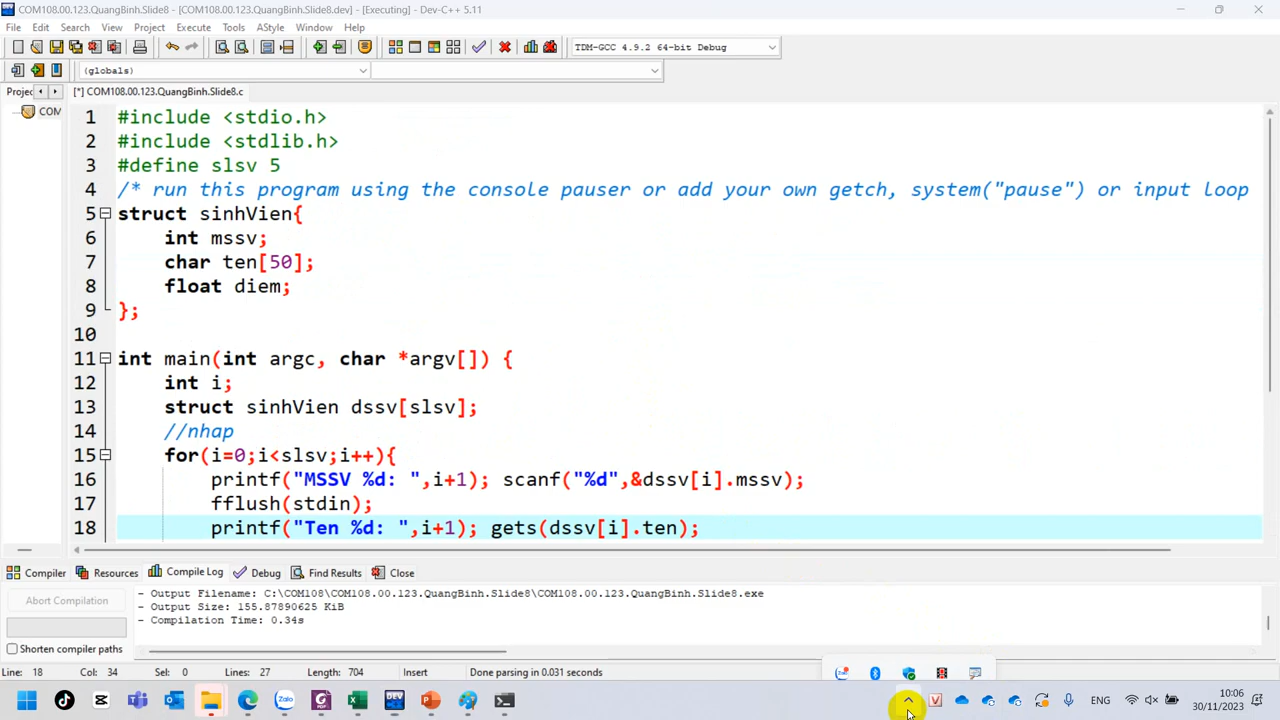 COM108.00.123.QuangBinh.Slide8 - [COM108.00.123.QuangBinh.Slide8.dev] - [Executing] - Dev-C++ 5.11
File Edit Search View Project Execute Tools AStyle Window Help
TDM-GCC 4.9.2 64-bit Debug
(globals)
Projec [*] COM108.00.123.QuangBinh.Slide8.c
COM
1 #include <stdio.h>
2 #include <stdlib.h>
3 #define slsv 5
4 /* run this program using the console pauser or add your own getch, system("pause") or input loop
5 struct sinhVien{
6 int mssv;
7 char ten[50];
8 float diem;
9 };
10
11 int main(int argc, char *argv[]) {
12 int i;
13 struct sinhVien dssv[slsv];
14 //nhap
15 for(i=0;i<slsv;i++){
16 printf("MSSV %d: ",i+1); scanf("%d",&dssv[i].mssv);
17 fflush(stdin);
18 printf("Ten %d: ",i+1); gets(dssv[i].ten);
Compiler Resources Compile Log Debug Find Results Close
Abort Compilation
Shorten compiler paths
- Output Filename: C:\COM108\COM108.00.123.QuangBinh.Slide8\COM108.00.123.QuangBinh.Slide8.exe
- Output Size: 155.87890625 KiB
- Compilation Time: 0.34s
Line: 18 Col: 34 Sel: 0 Lines: 27 Length: 704 Insert Done parsing in 0.031 seconds
Zalo
DEV
ENG
10:06
30/11/2023